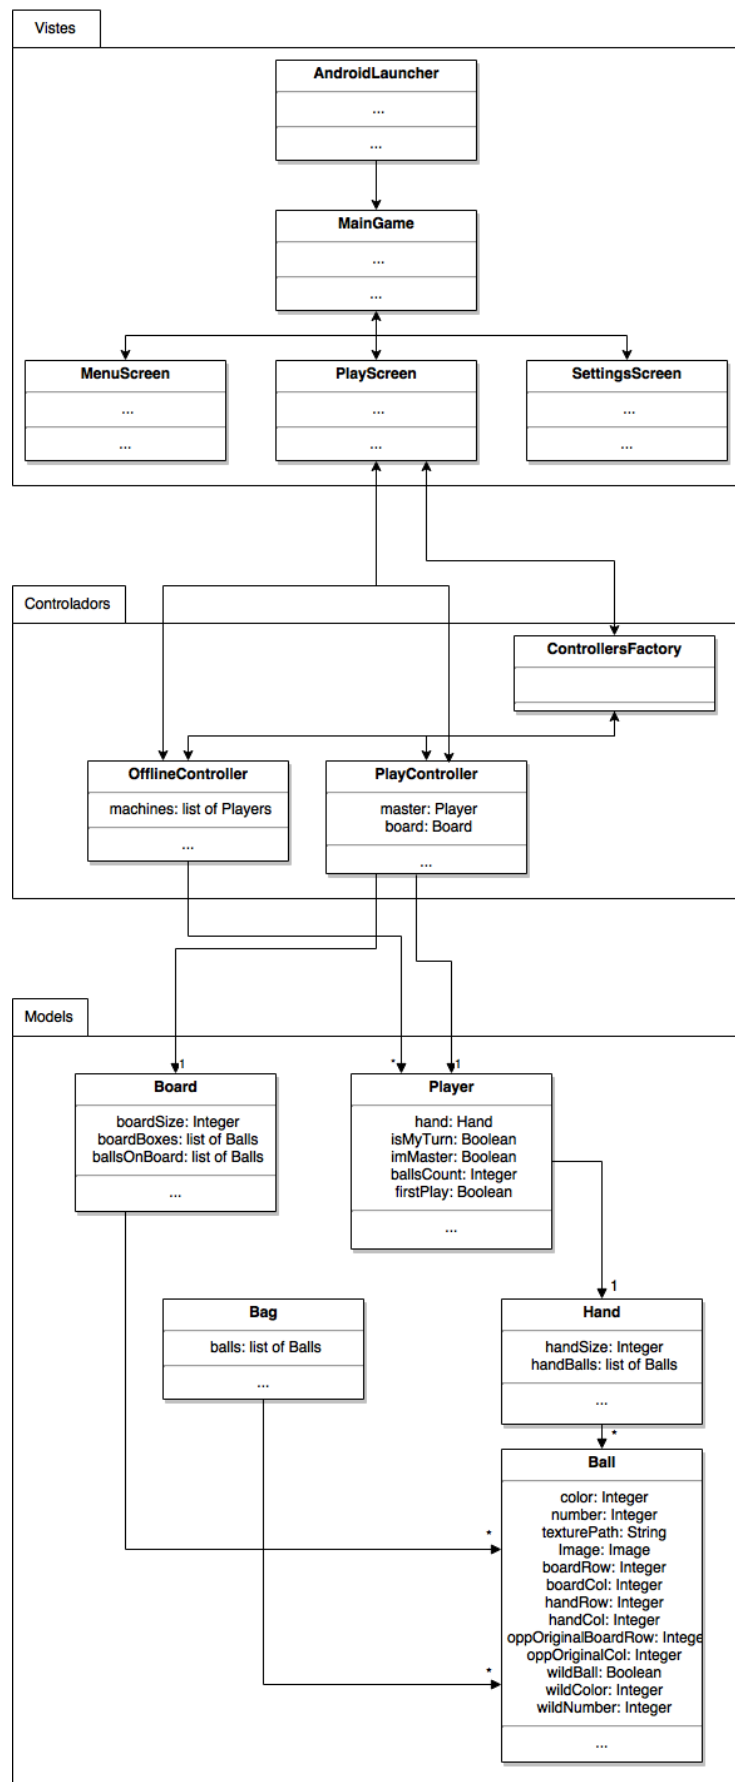 Vistes
AndroidLauncher
...
...
MainGame
...
...
MenuScreen
...
...
PlayScreen
...
...
SettingsScreen
...
...
Controladors
ControllersFactory
OfflineController
machines: list of Players
...
PlayController
master: Player
board: Board
...
Models
1
*
1
Board
boardSize: Integer
boardBoxes: list of Balls
ballsOnBoard: list of Balls
...
Player
hand: Hand
isMyTurn: Boolean
imMaster: Boolean
ballsCount: Integer
firstPlay: Boolean
...
1
Bag
balls: list of Balls
...
Hand
handSize: Integer
handBalls: list of Balls
...
*
Ball
color: Integer
number: Integer
texturePath: String
Image: Image
boardRow: Integer
boardCol: Integer
handRow: Integer
handCol: Integer
oppOriginalBoardRow: Intege
oppOriginalCol: Integer
wildBall: Boolean
wildColor: Integer
wildNumber: Integer
...
*
*